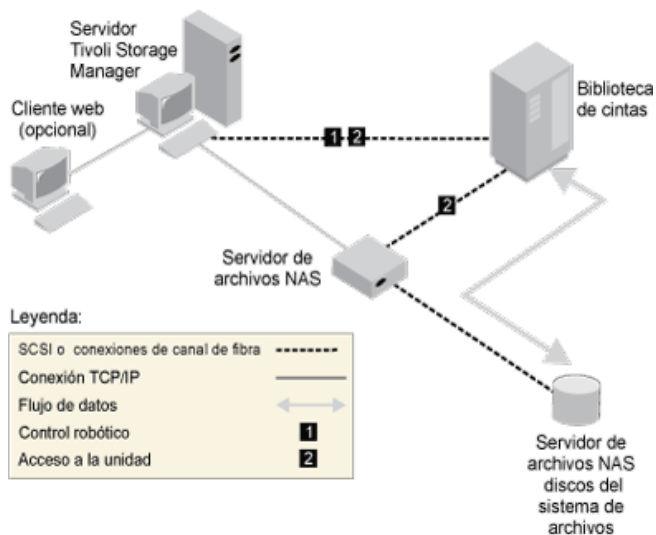 Servidor
Tivoli Storage
Manager
Cliente web
(opcional)
Biblioteca
de cintas
1 2
2
Servidor de
archivos NAS
Leyenda:
SCSI o conexiones de canal de fibra
Conexión TCP/IP
Flujo de datos
Control robótico 1
Acceso a la unidad 2
Servidor de
archivos NAS
discos del
sistema de
archivos